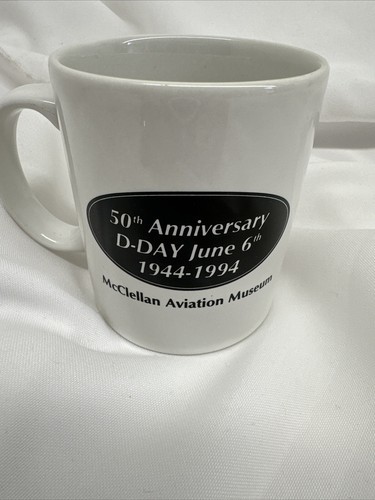 50th Anniversary
D-DAY June 6th
1944-1994
McClellan Aviation Museum